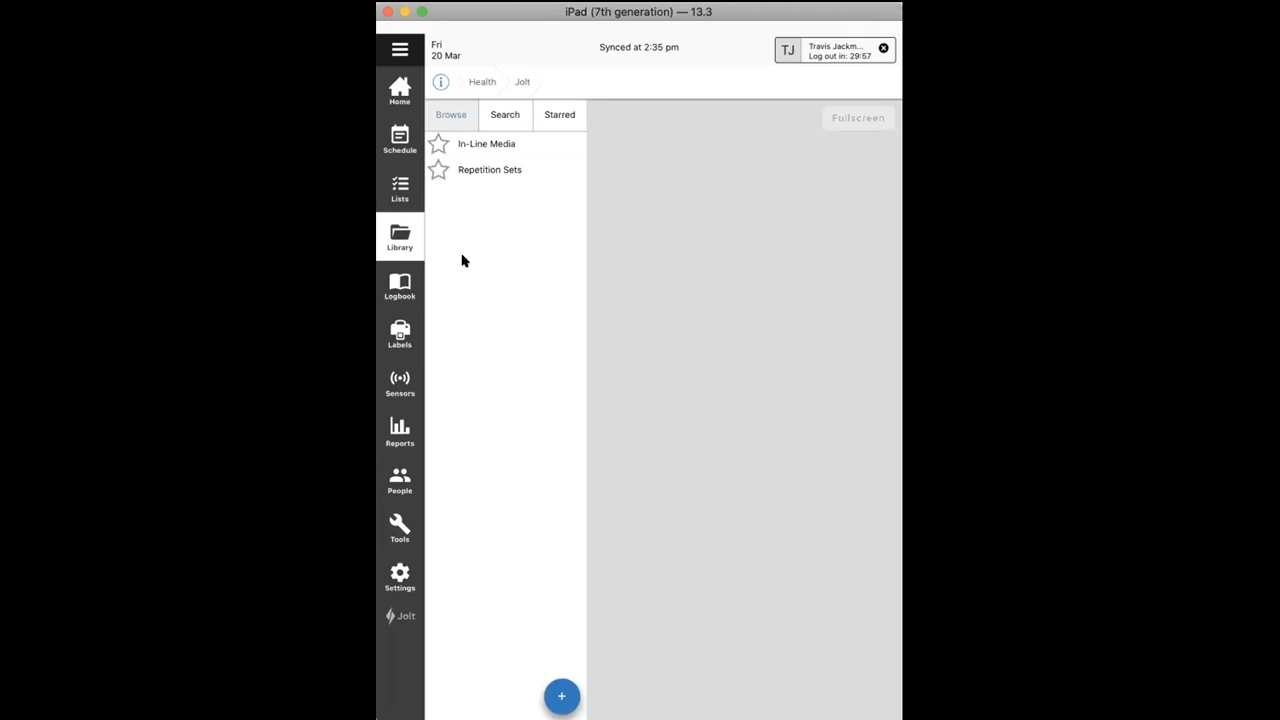 iPad (7th generation) — 13.3
Fri
20 Mar
Synced at 2:35 pm
TJ
Travis Jackm...
Log out in: 29:57
Health
Jolt
Browse
Search
Starred
Fullscreen
In-Line Media
Repetition Sets
Home
Schedule
Lists
Library
Logbook
Labels
Sensors
Reports
People
Tools
Settings
Jolt
+